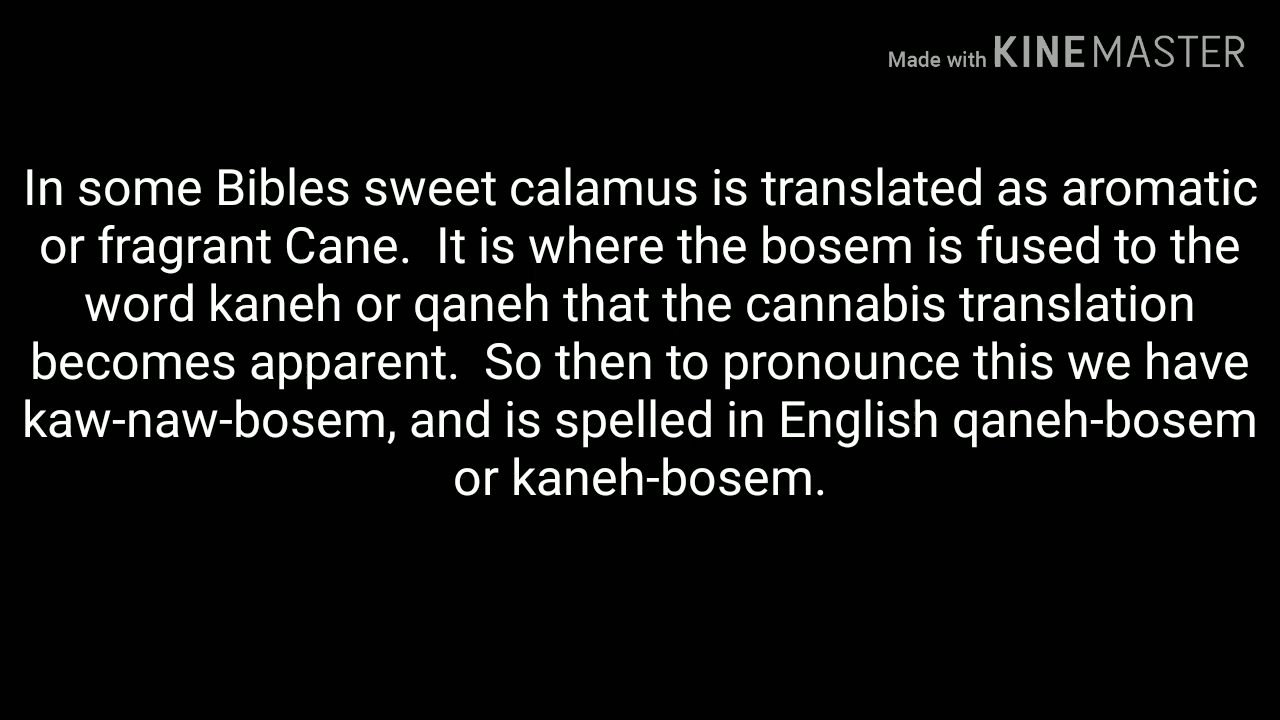 Made with KINEMASTER
In some Bibles sweet calamus is translated as aromatic
or fragrant Cane.  It is where the bosem is fused to the
word kaneh or qaneh that the cannabis translation
becomes apparent.  So then to pronounce this we have
kaw-naw-bosem, and is spelled in English qaneh-bosem
or kaneh-bosem.